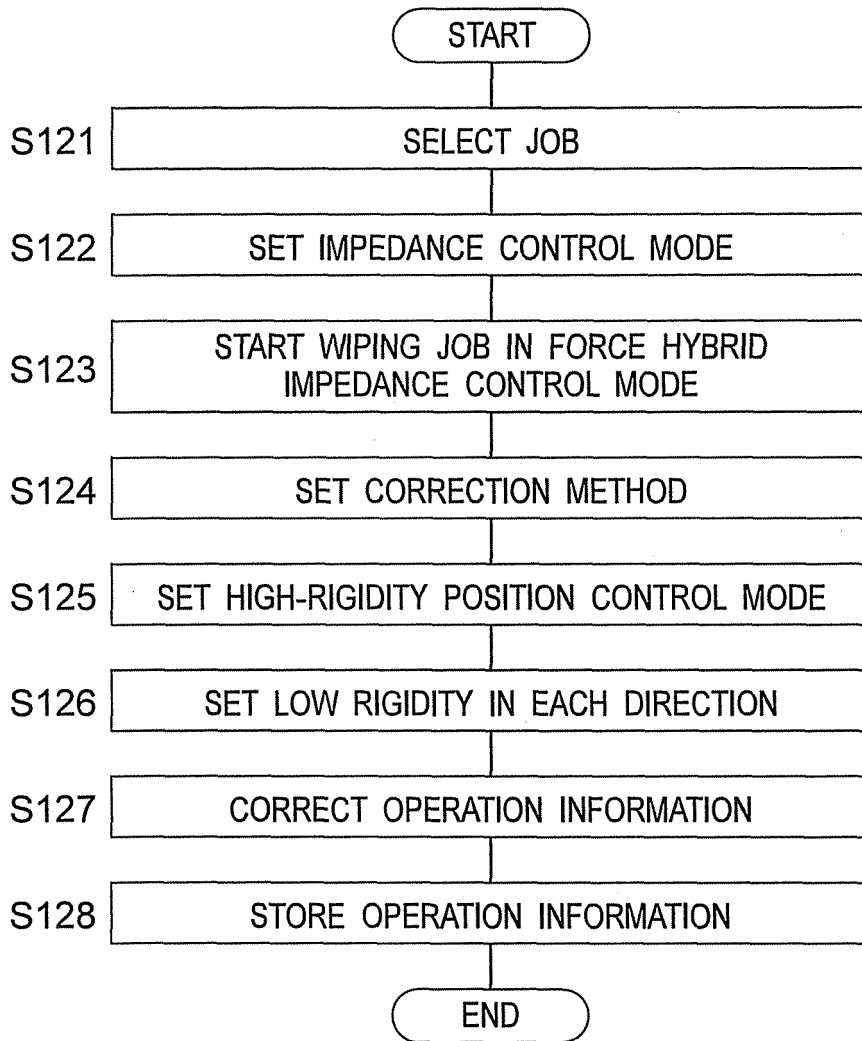 START
S121 SELECT JOB
S122 SET IMPEDANCE CONTROL MODE
S123 START WIPING JOB IN FORCE HYBRID
IMPEDANCE CONTROL MODE
S124 SET CORRECTION METHOD
S125 SET HIGH-RIGIDITY POSITION CONTROL MODE
S126 SET LOW RIGIDITY IN EACH DIRECTION
S127 CORRECT OPERATION INFORMATION
S128 STORE OPERATION INFORMATION
END